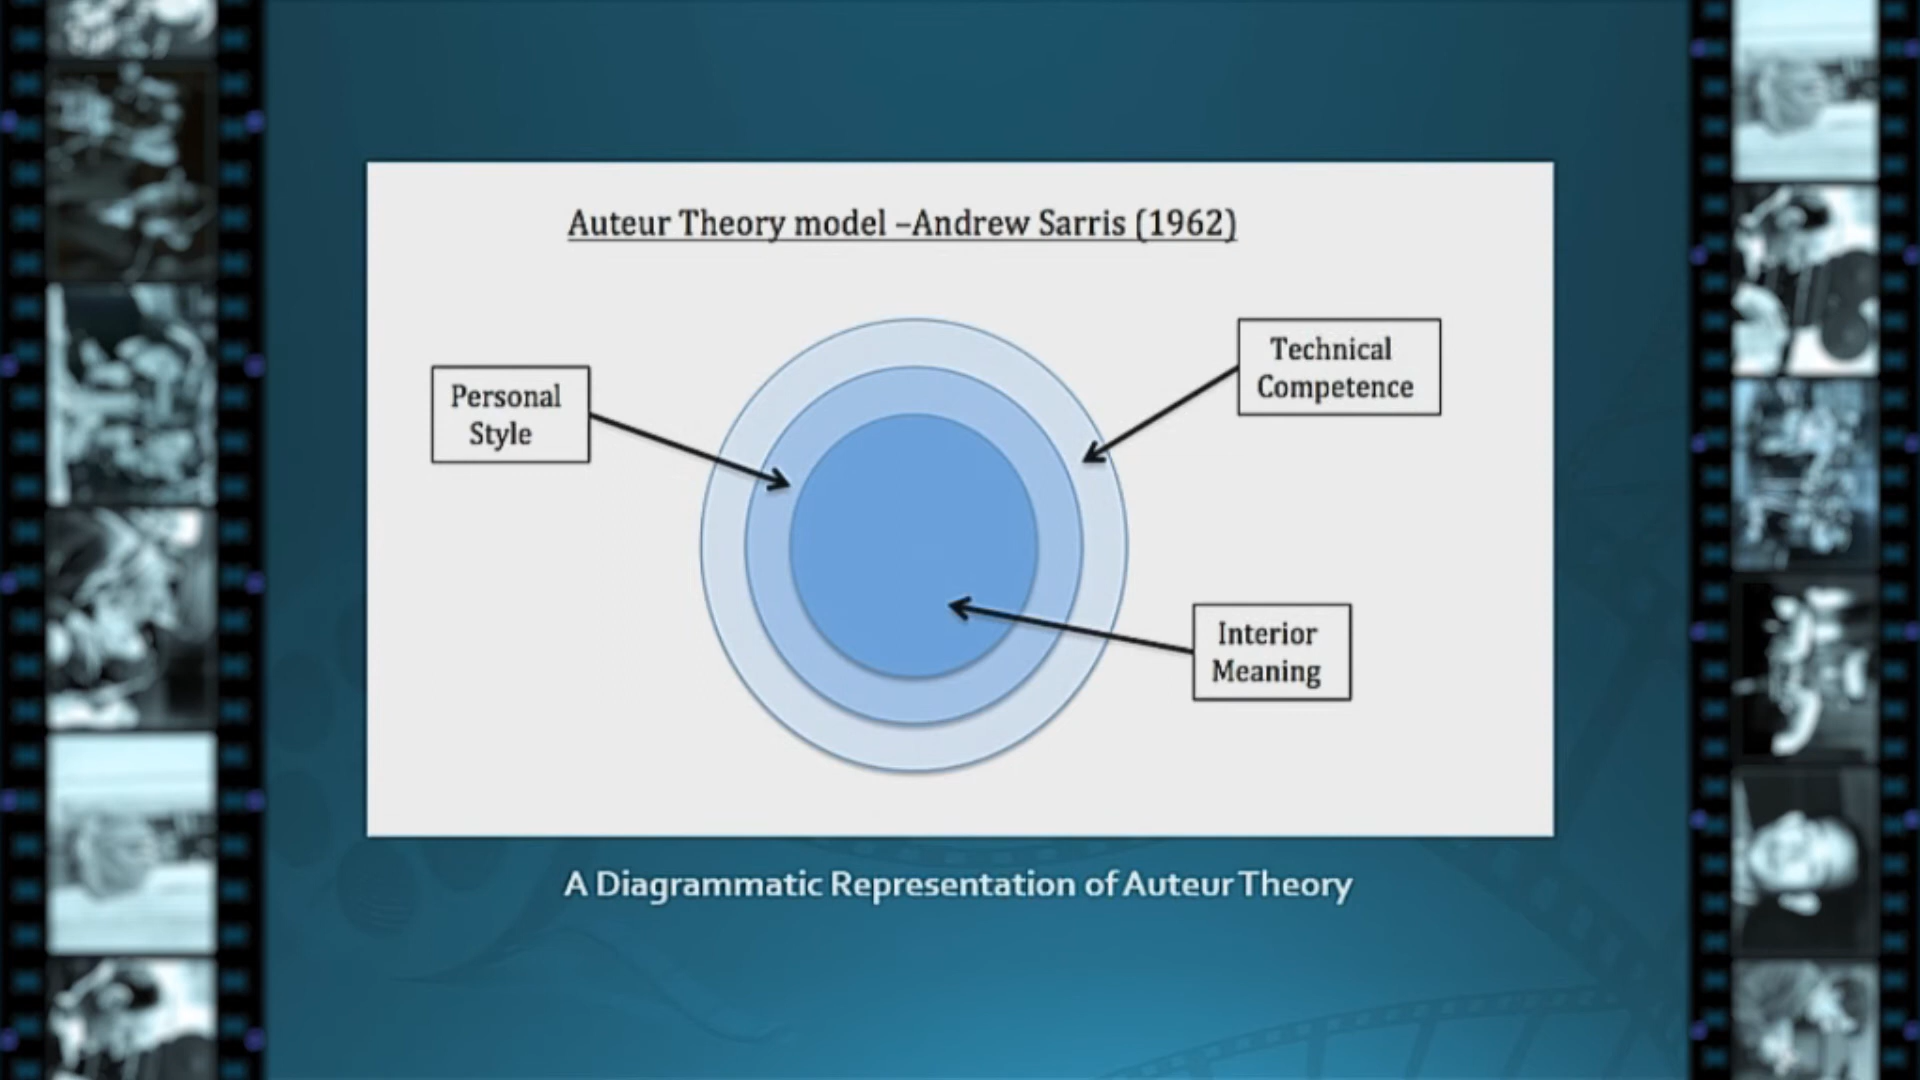 Auteur Theory model –Andrew Sarris (1962)
Technical
Competence
Personal
Style
Interior
Meaning
A Diagrammatic Representation of Auteur Theory